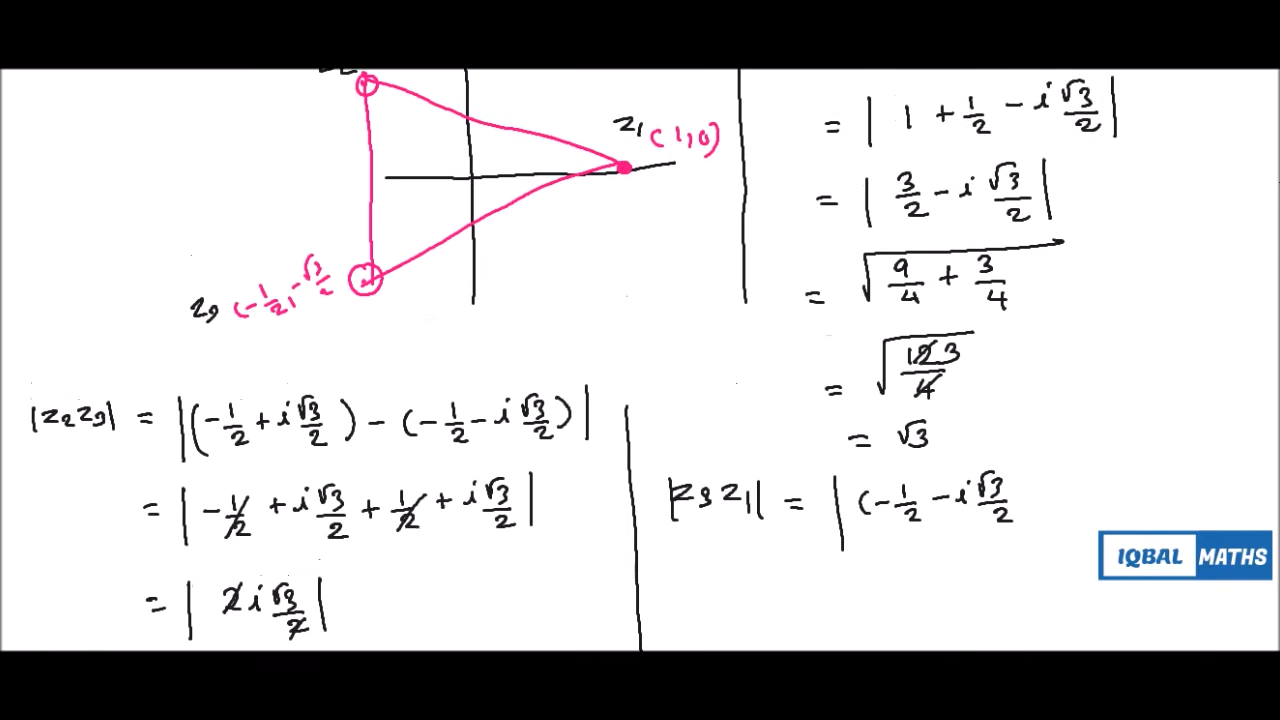 z₁ (1,0)
z₃ (-1/2, -√3/2)
|z₂z₃| = |(-1/2 + i√3/2) - (-1/2 - i√3/2)|
= |-1/2 + i√3/2 + 1/2 + i√3/2|
= |2i√3/2|
= |1 + 1/2 - i√3/2|
= |3/2 - i√3/2|
= √(9/4 + 3/4)
= √(12 3/4)
= √3
|z₃z₁| = |(-1/2 - i√3/2
IQBAL MATHS